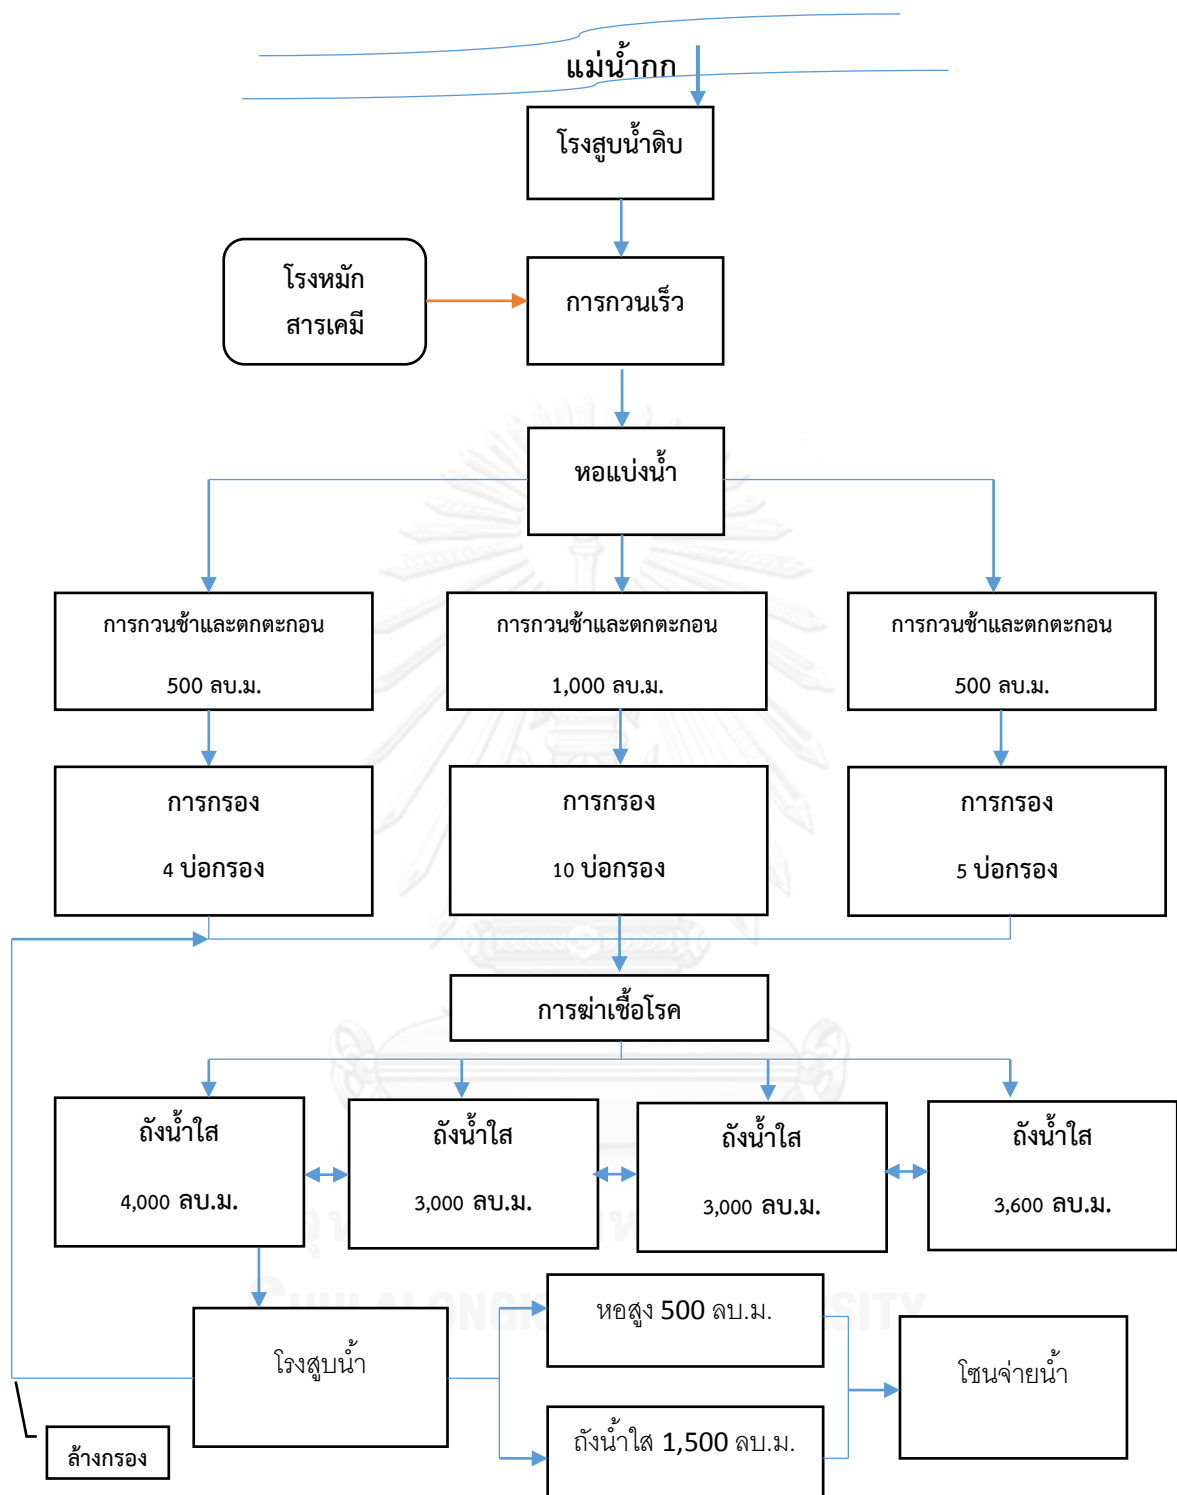 แม่น้ำกก
โรงสูบน้ำดิบ
โรงหมัก
สารเคมี
การกวนเร็ว
หอแบ่งน้ำ
การกวนช้าและตกตะกอน
500 ลบ.ม.
การกวนช้าและตกตะกอน
1,000 ลบ.ม.
การกวนช้าและตกตะกอน
500 ลบ.ม.
การกรอง
4 บ่อกรอง
การกรอง
10 บ่อกรอง
การกรอง
5 บ่อกรอง
การฆ่าเชื้อโรค
ถังน้ำใส
4,000 ลบ.ม.
ถังน้ำใส
3,000 ลบ.ม.
ถังน้ำใส
3,000 ลบ.ม.
ถังน้ำใส
3,600 ลบ.ม.
โรงสูบน้ำ
หอสูง 500 ลบ.ม.
ถังน้ำใส 1,500 ลบ.ม.
โซนจ่ายน้ำ
ล้างกรอง